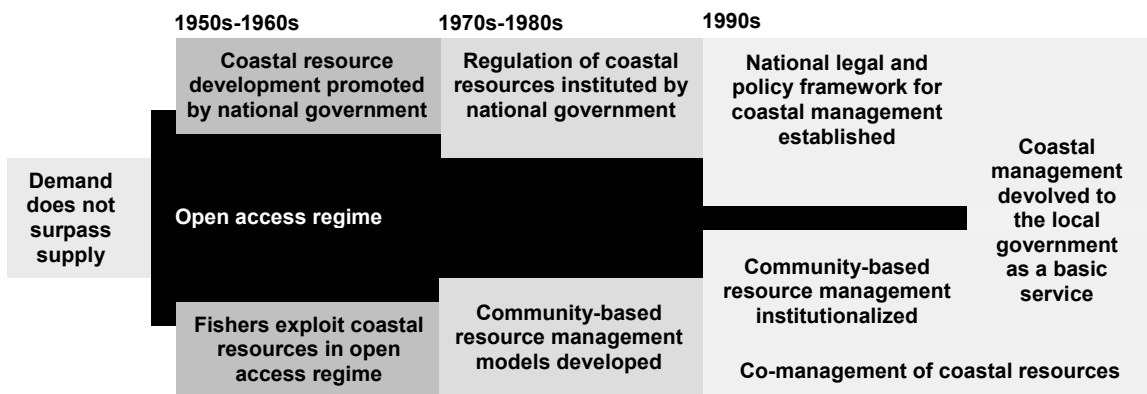 1950s-1960s
1970s-1980s
1990s
Coastal resource
development promoted
by national government
Regulation of coastal
resources instituted by
national government
National legal and
policy framework for
coastal management
established
Demand
does not
surpass
supply
Open access regime
Coastal
management
devolved to
the local
government
as a basic
service
Fishers exploit coastal
resources in open
access regime
Community-based
resource management
models developed
Community-based
resource management
institutionalized
Co-management of coastal resources